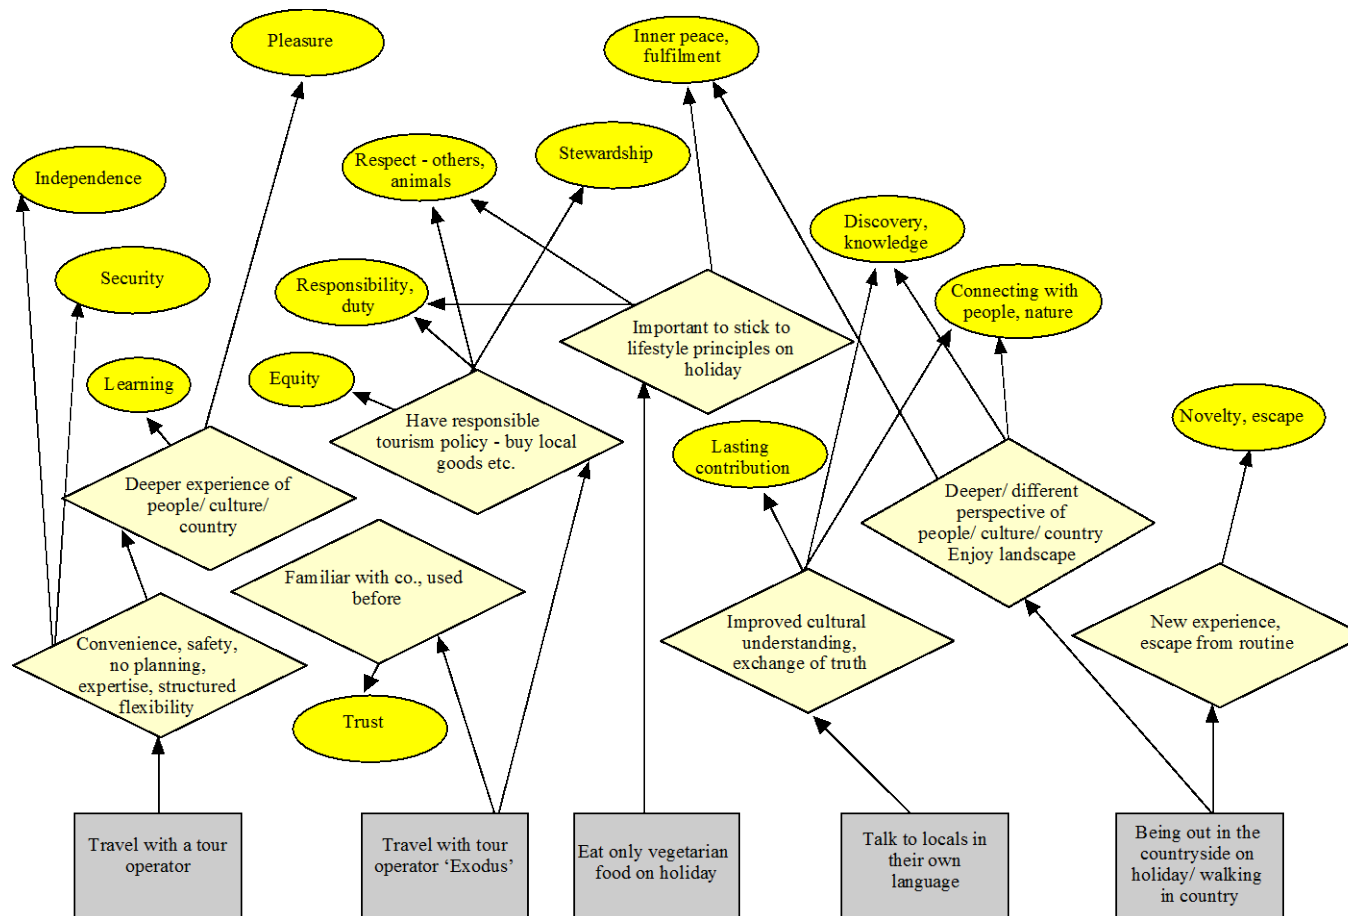 Pleasure
Inner peace,
fulfilment
Respect - others,
animals
Stewardship
Independence
Discovery,
knowledge
Security
Responsibility,
duty
Connecting with
people, nature
Important to stick to
lifestyle principles on
holiday
Learning
Equity
Novelty, escape
Have responsible
tourism policy - buy local
goods etc.
Lasting
contribution
Deeper experience of
people/ culture/
country
Deeper/ different
perspective of
people/ culture/ country
Enjoy landscape
Familiar with co., used
before
Improved cultural
understanding,
exchange of truth
New experience,
escape from routine
Convenience, safety,
no planning,
expertise, structured
flexibility
Trust
Travel with a tour
operator
Travel with tour
operator ‘Exodus’
Eat only vegetarian
food on holiday
Talk to locals in
their own
language
Being out in the
countryside on
holiday/ walking
in country